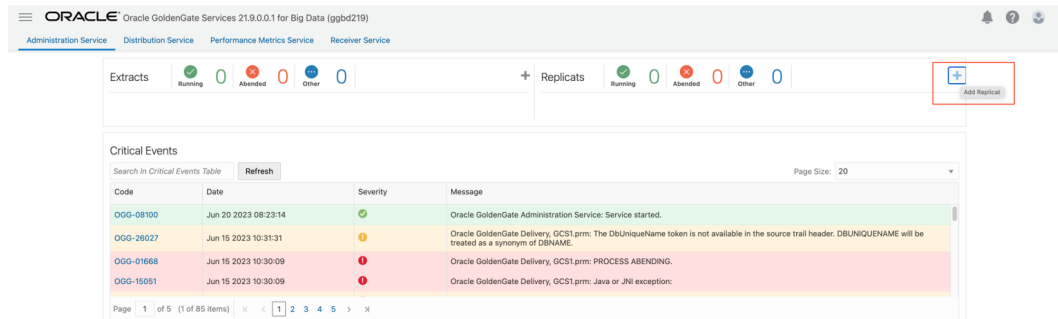 ORACLE Oracle GoldenGate Services 21.9.0.0.1 for Big Data (ggbd219)
Administration Service Distribution Service Performance Metrics Service Receiver Service
Extracts Running 0 Abended 0 Other 0
Replicats Running 0 Abended 0 Other 0
Add Replicat
Critical Events
Search In Critical Events Table Refresh Page Size: 20
Code Date Severity Message
OGG-08100 Jun 20 2023 08:23:14 Oracle GoldenGate Administration Service: Service started.
OGG-26027 Jun 15 2023 10:31:31 Oracle GoldenGate Delivery, GCS1.prm: The DbUniqueName token is not available in the source trail header. DBUNIQUENAME will be
treated as a synonym of DBNAME.
OGG-01668 Jun 15 2023 10:30:09 Oracle GoldenGate Delivery, GCS1.prm: PROCESS ABENDING.
OGG-15051 Jun 15 2023 10:30:09 Oracle GoldenGate Delivery, GCS1.prm: Java or JNI exception:
Page 1 of 5 (1 of 85 items) 1 2 3 4 5